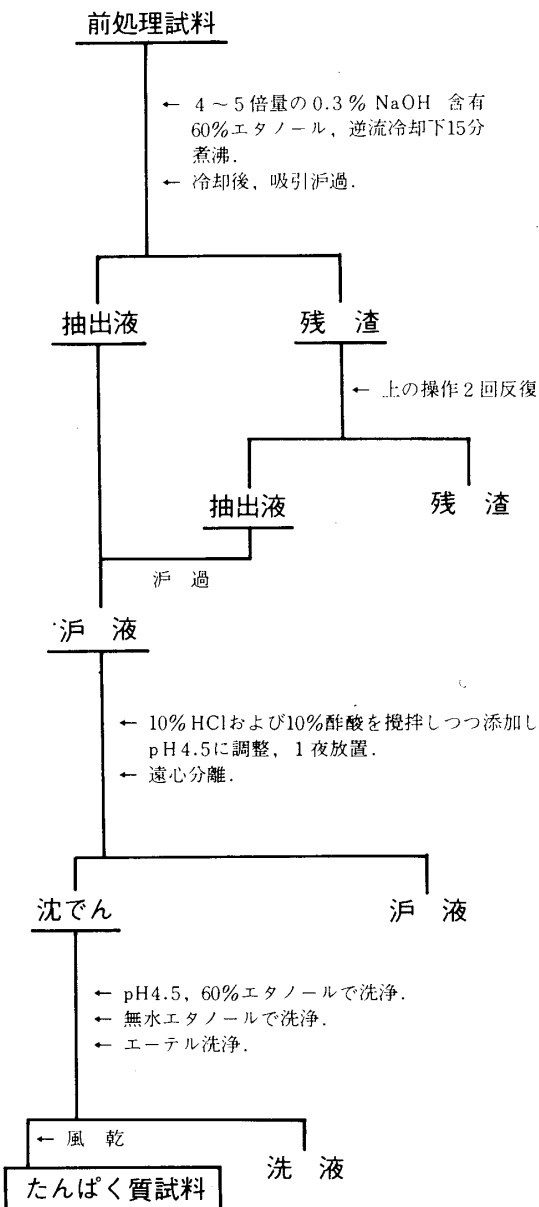 前処理試料
← 4～5倍量の0.3% NaOH 含有
60%エタノール，逆流冷却下15分
煮沸．
← 冷却後，吸引沪過．
抽出液
残 渣
← 上の操作2回反復
抽出液
残 渣
沪 過
沪 液
← 10%HClおよび10%酢酸を攪拌しつつ添加し
pH4.5に調整，1夜放置．
← 遠心分離．
沈でん
沪 液
← pH4.5，60%エタノールで洗浄．
← 無水エタノールで洗浄．
← エーテル洗浄．
← 風 乾
洗 液
たんぱく質試料